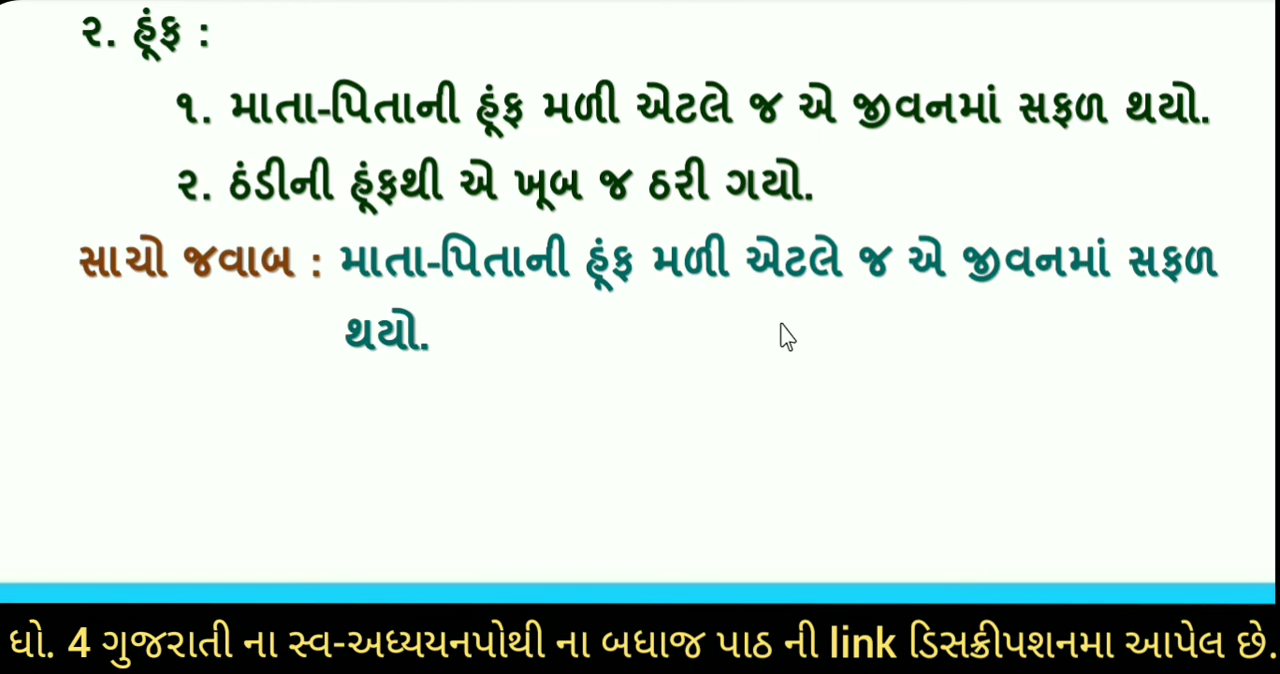 ૨. હૂંફ :
૧. માતા-પિતાની હૂંફ મળી એટલે જ એ જીવનમાં સફળ થયો.
૨. ઠંડીની હૂંફથી એ ખૂબ જ ઠરી ગયો.
સાચો જવાબ : માતા-પિતાની હૂંફ મળી એટલે જ એ જીવનમાં સફળ
થયો.
ધો. 4 ગુજરાતી ના સ્વ-અધ્યયનપોથી ના બધાજ પાઠ ની link ડિસક્રીપશનમા આપેલ છે.